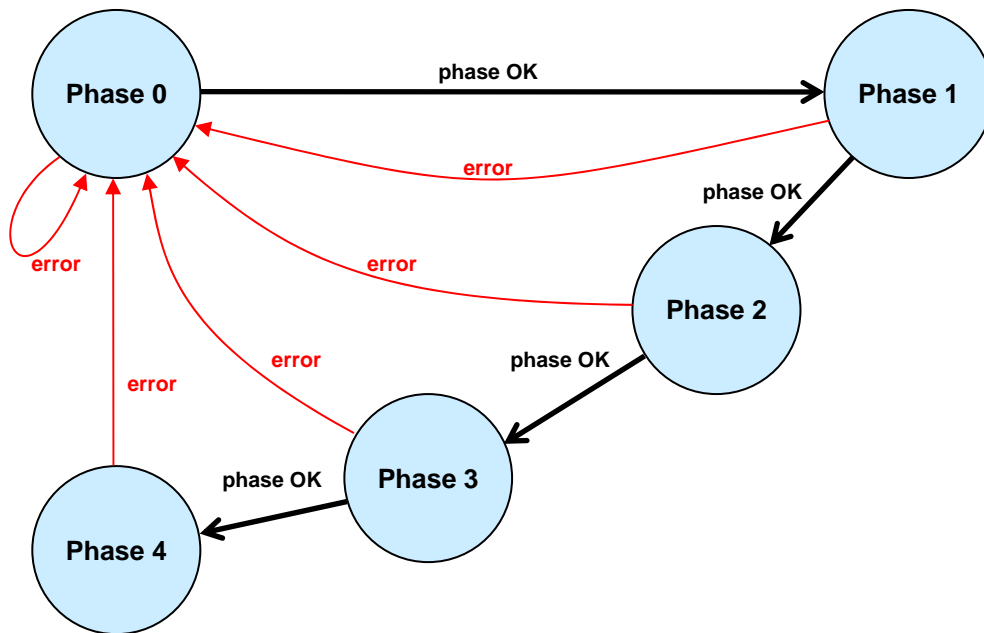 phase OK
Phase 0
Phase 1
error
phase OK
error
error
Phase 2
phase OK
error
error
phase OK
Phase 3
Phase 4